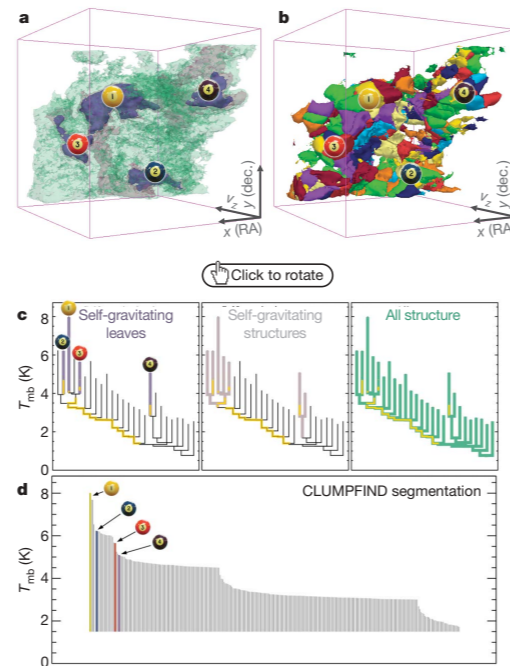 a
b
1
4
3
2
1
4
3
2
v_z
y (dec.)
x (RA)
v_z
y (dec.)
x (RA)
Click to rotate
c
8
6
4
2
0
T_mb (K)
Self-gravitating
leaves
1
2
3
4
Self-gravitating
structures
All structure
d
CLUMPFIND segmentation
8
6
4
2
0
T_mb (K)
1
2
3
4